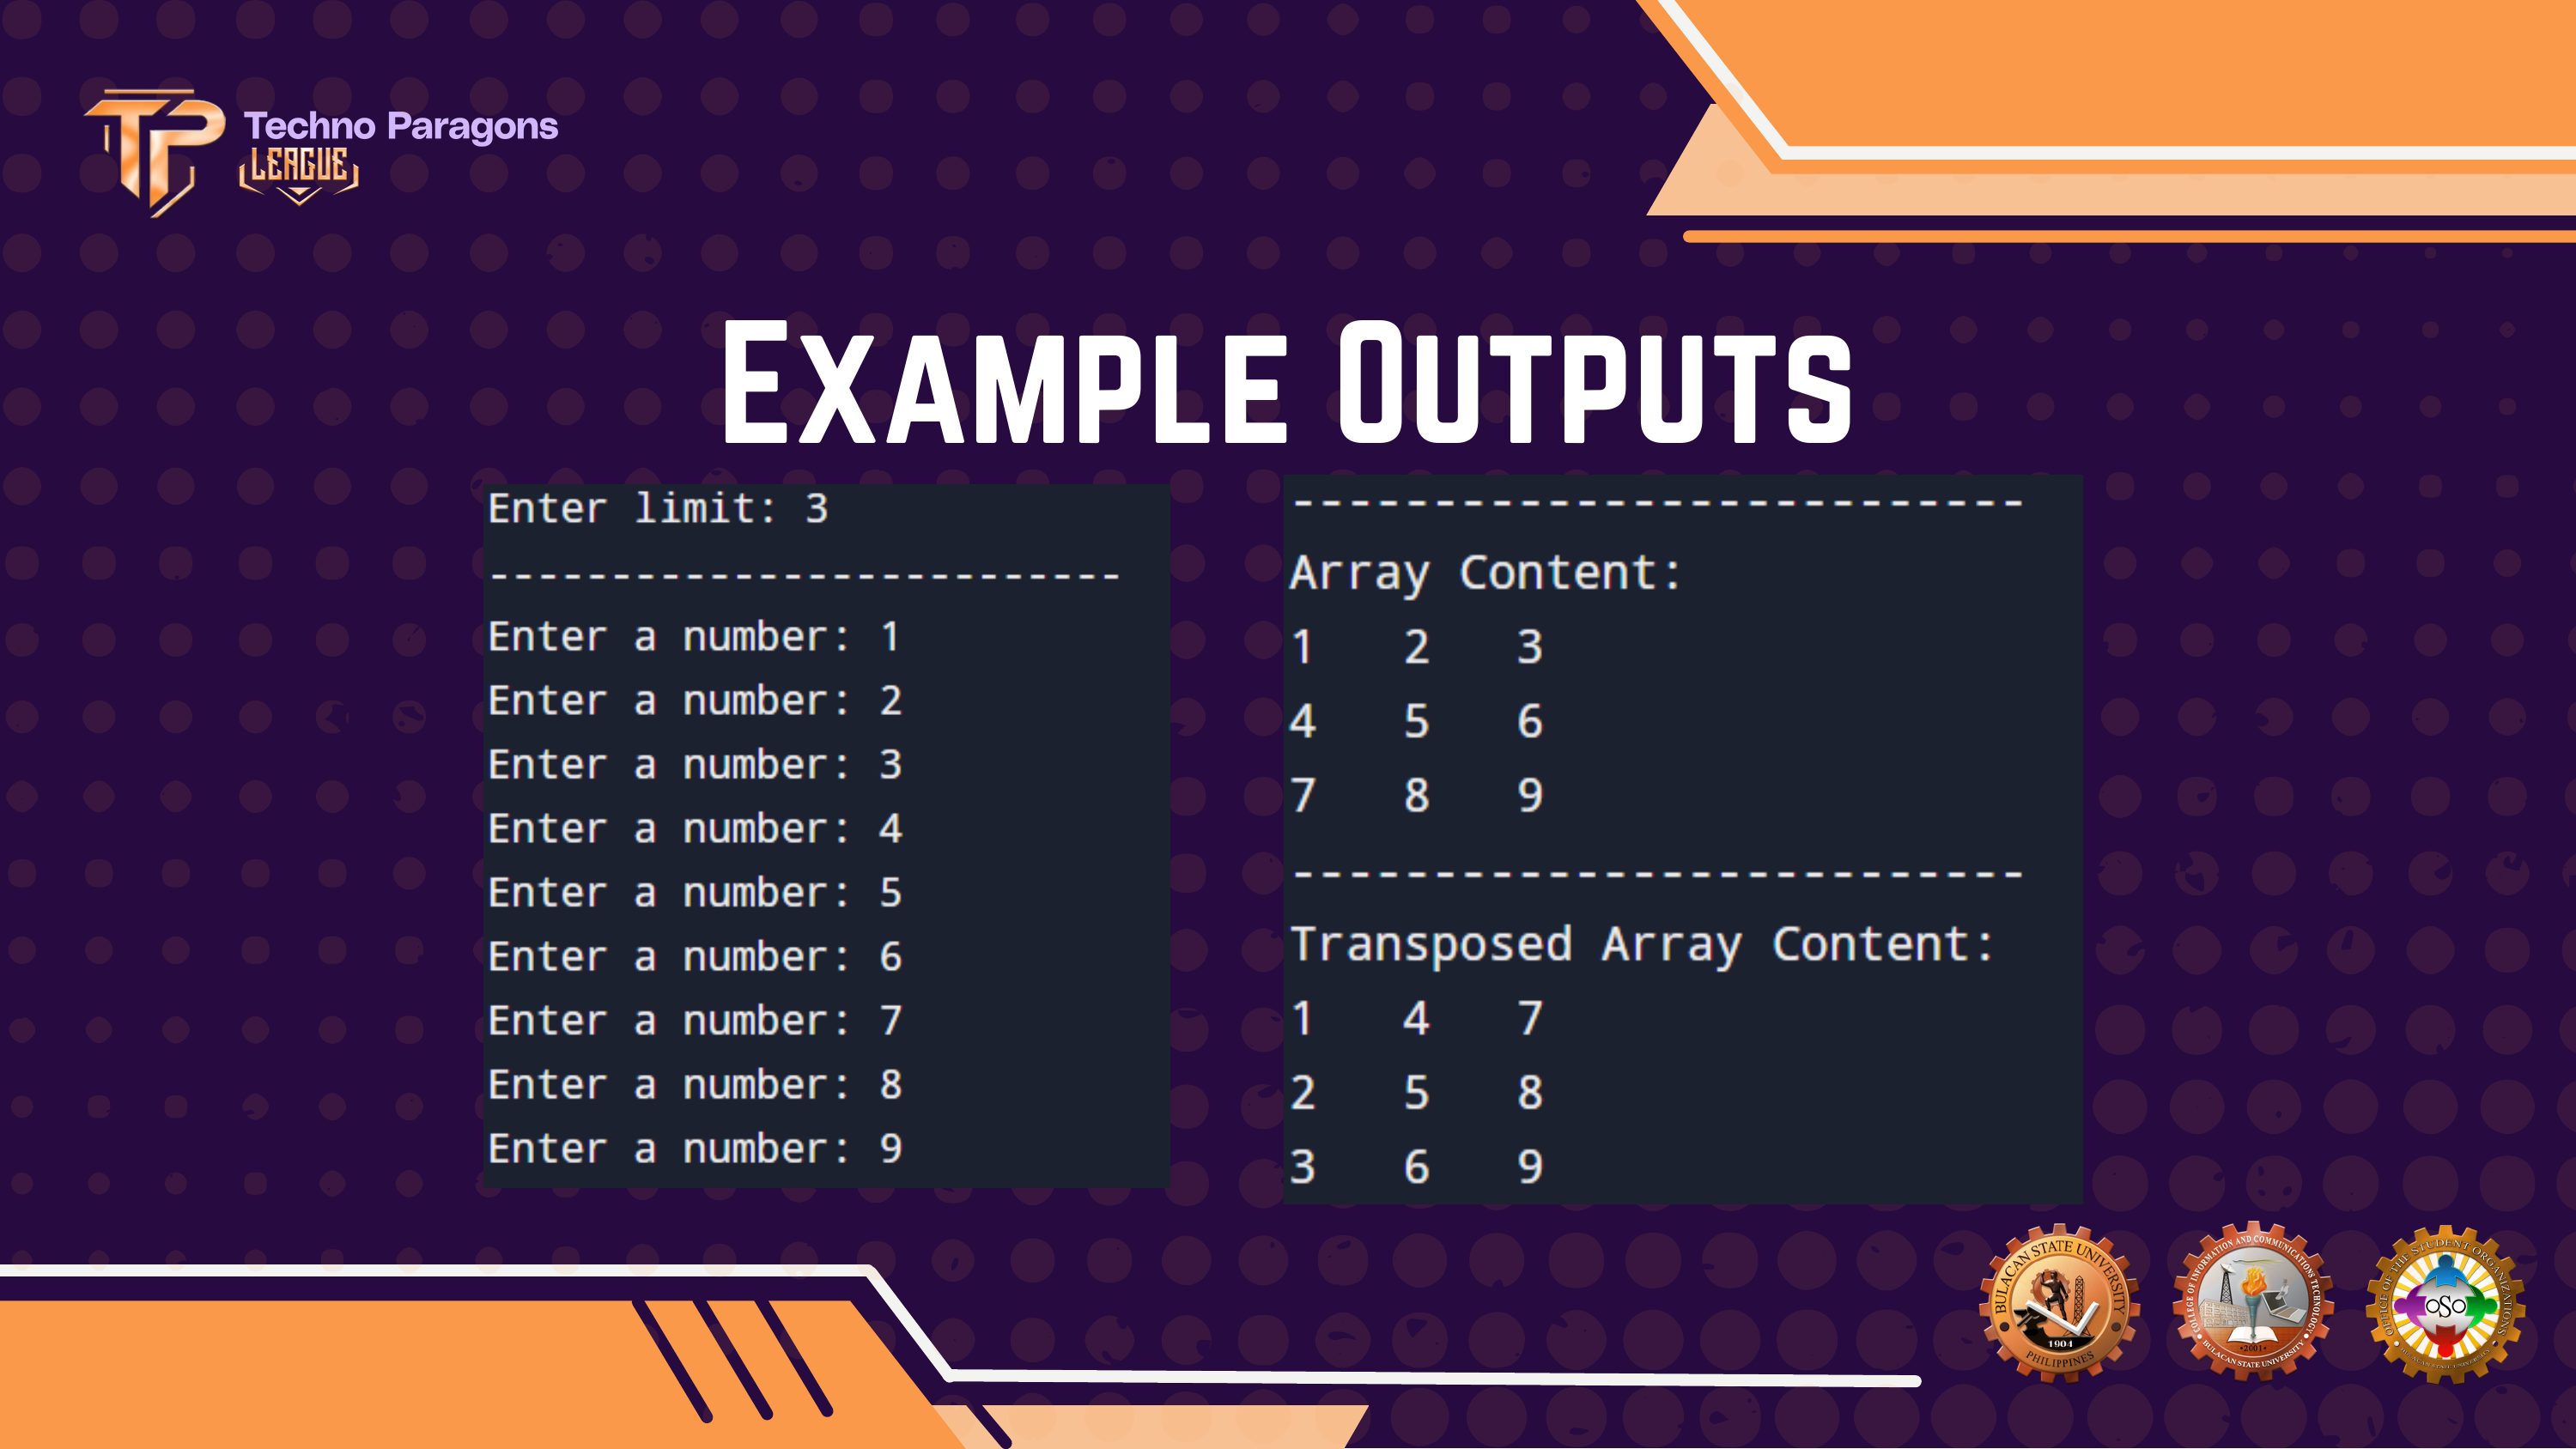 TP
Techno Paragons
LEAGUE
EXAMPLE OUTPUTS
Enter limit: 3
--------------------------
Enter a number: 1
Enter a number: 2
Enter a number: 3
Enter a number: 4
Enter a number: 5
Enter a number: 6
Enter a number: 7
Enter a number: 8
Enter a number: 9
--------------------------
Array Content:
1 2 3
4 5 6
7 8 9
--------------------------
Transposed Array Content:
1 4 7
2 5 8
3 6 9
BULACAN STATE UNIVERSITY
1904
PHILIPPINES
COLLEGE OF INFORMATION AND COMMUNICATIONS TECHNOLOGY
•2001•
BULACAN STATE UNIVERSITY
OFFICE OF THE STUDENT ORGANIZATIONS
OSO
BULACAN STATE UNIVERSITY